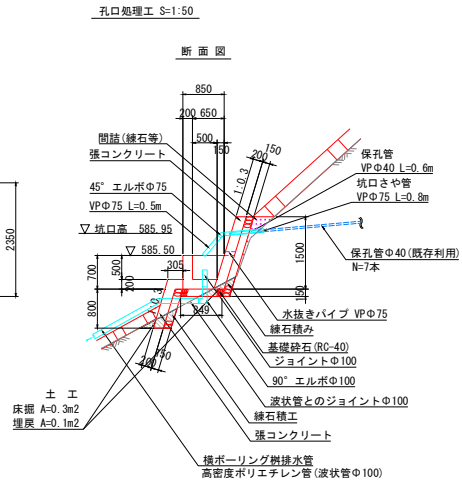 孔口処理工 S=1:50
断 面 図
850
200 650
500
150
200
150
1:0.3
間詰(練石等)
張コンクリート
45° エルボΦ75
VPΦ75 L=0.5m
▽ 坑口高 585.95
▽ 585.50
保孔管
VPΦ40 L=0.6m
坑口さや管
VPΦ75 L=0.8m
保孔管Φ40(既存利用)
N=7本
2350
700
800
500
200
305
1:0.3
849
1500
150
200
150
水抜きパイプ VPΦ75
練石積み
基礎砕石(RC-40)
ジョイントΦ100
90° エルボΦ100
波状管とのジョイントΦ100
練石積工
張コンクリート
土 工
床掘 A=0.3m2
埋戻 A=0.1m2
横ボーリング桝排水管
高密度ポリエチレン管(波状管Φ100)